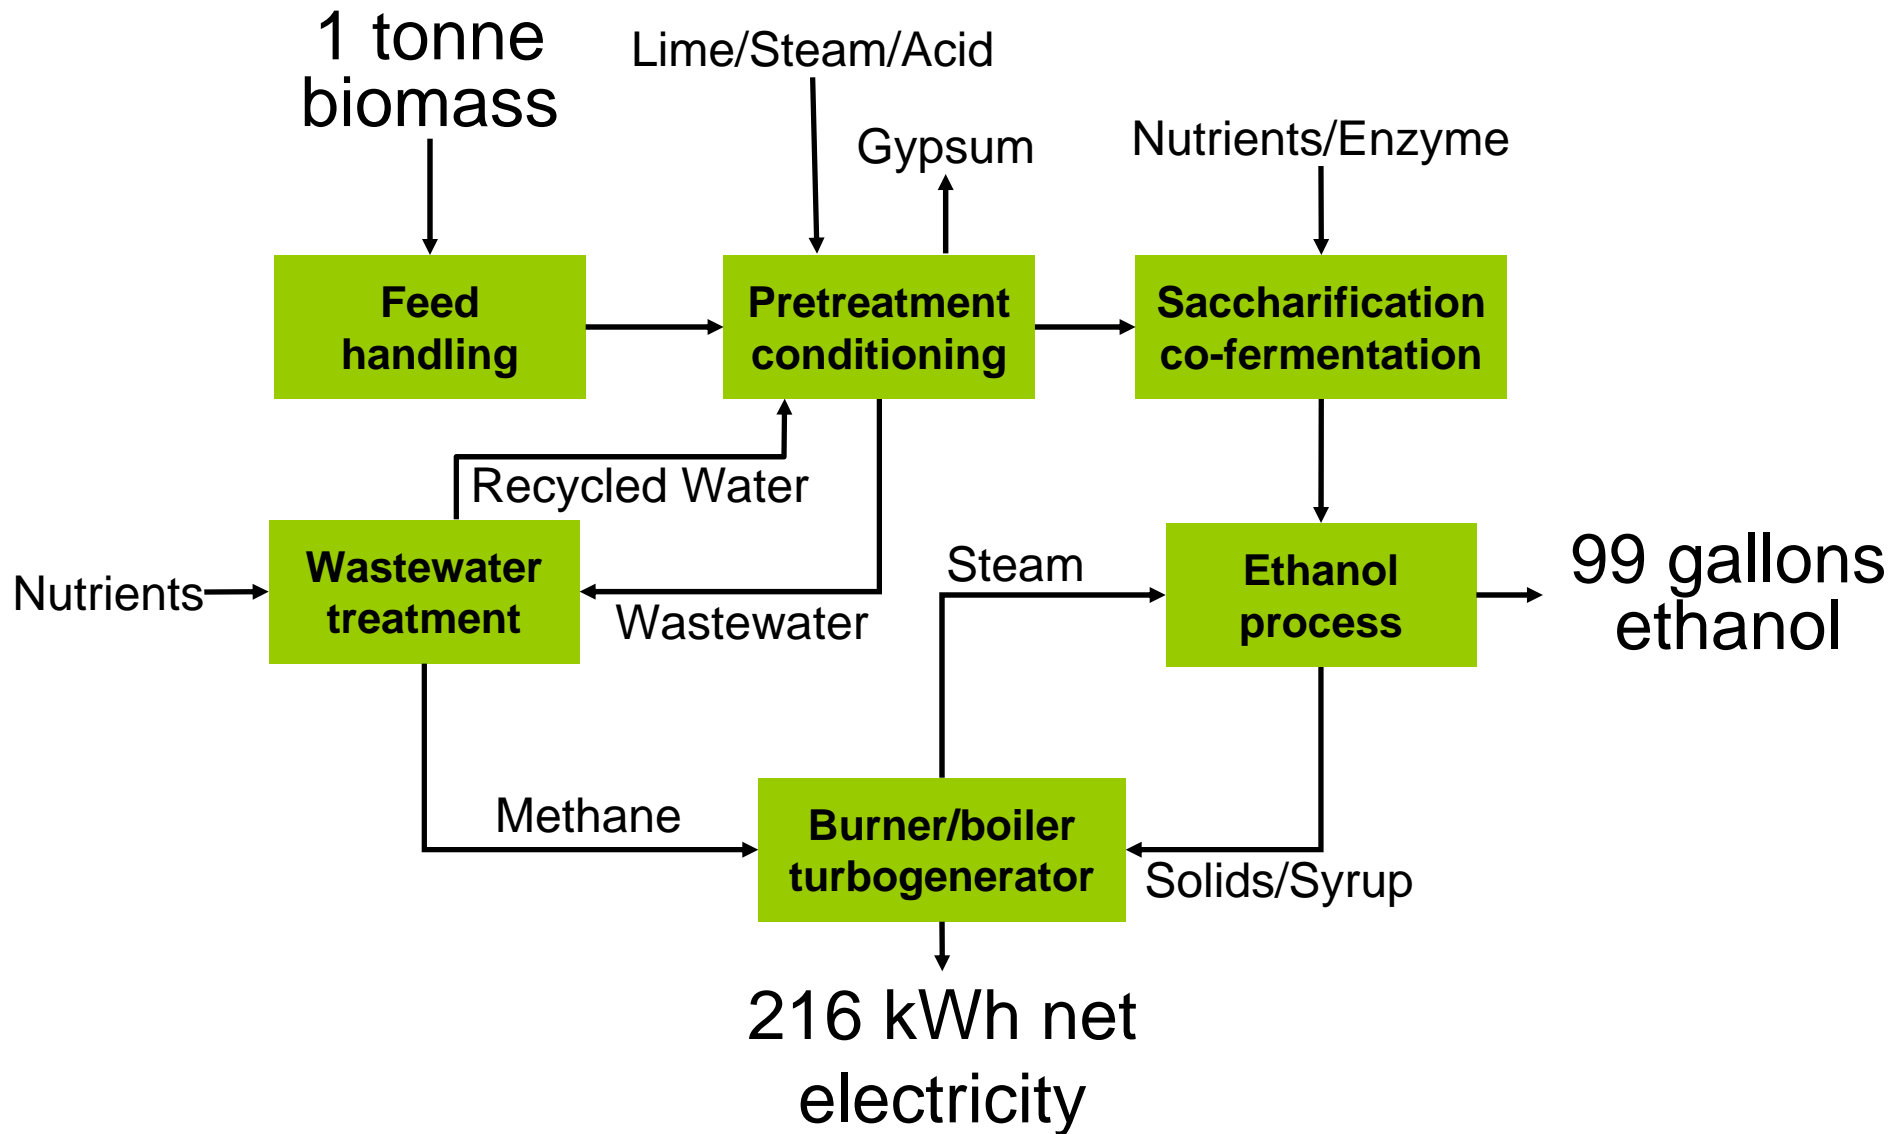 1 tonne
biomass
Lime/Steam/Acid
Gypsum
Nutrients/Enzyme
Feed
handling
Pretreatment
conditioning
Saccharification
co-fermentation
Recycled Water
Nutrients
Wastewater
treatment
Wastewater
Steam
Ethanol
process
99 gallons
ethanol
Methane
Burner/boiler
turbogenerator
Solids/Syrup
216 kWh net
electricity